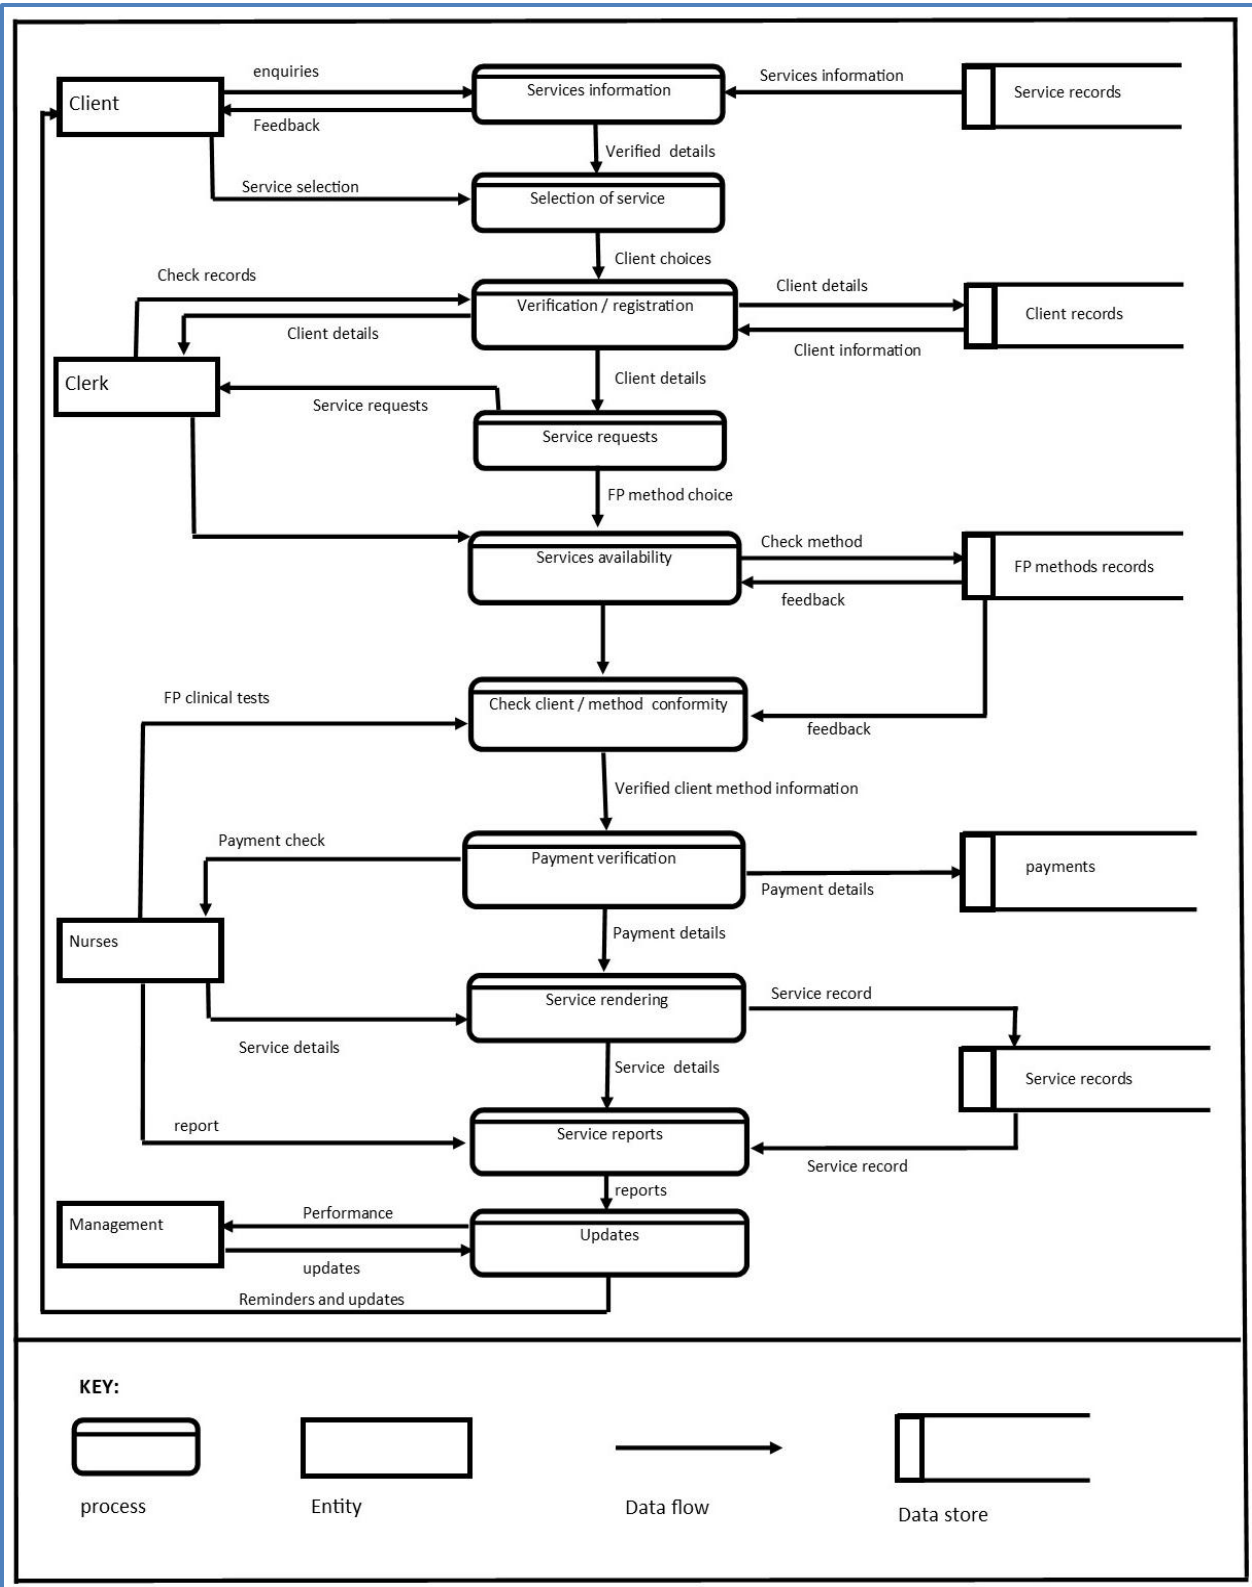 enquiries
Client
Services information
Services information
Service records
Feedback
Verified details
Service selection
Selection of service
Client choices
Check records
Client details
Verification / registration
Client records
Client details
Client information
Clerk
Client details
Service requests
Service requests
FP method choice
Check method
Services availability
FP methods records
feedback
FP clinical tests
Check client / method conformity
feedback
Verified client method information
Payment check
Payment verification
payments
Payment details
Nurses
Payment details
Service record
Service rendering
Service details
Service details
Service records
report
Service reports
Service record
reports
Performance
Management
Updates
updates
Reminders and updates
KEY:
process
Entity
Data flow
Data store